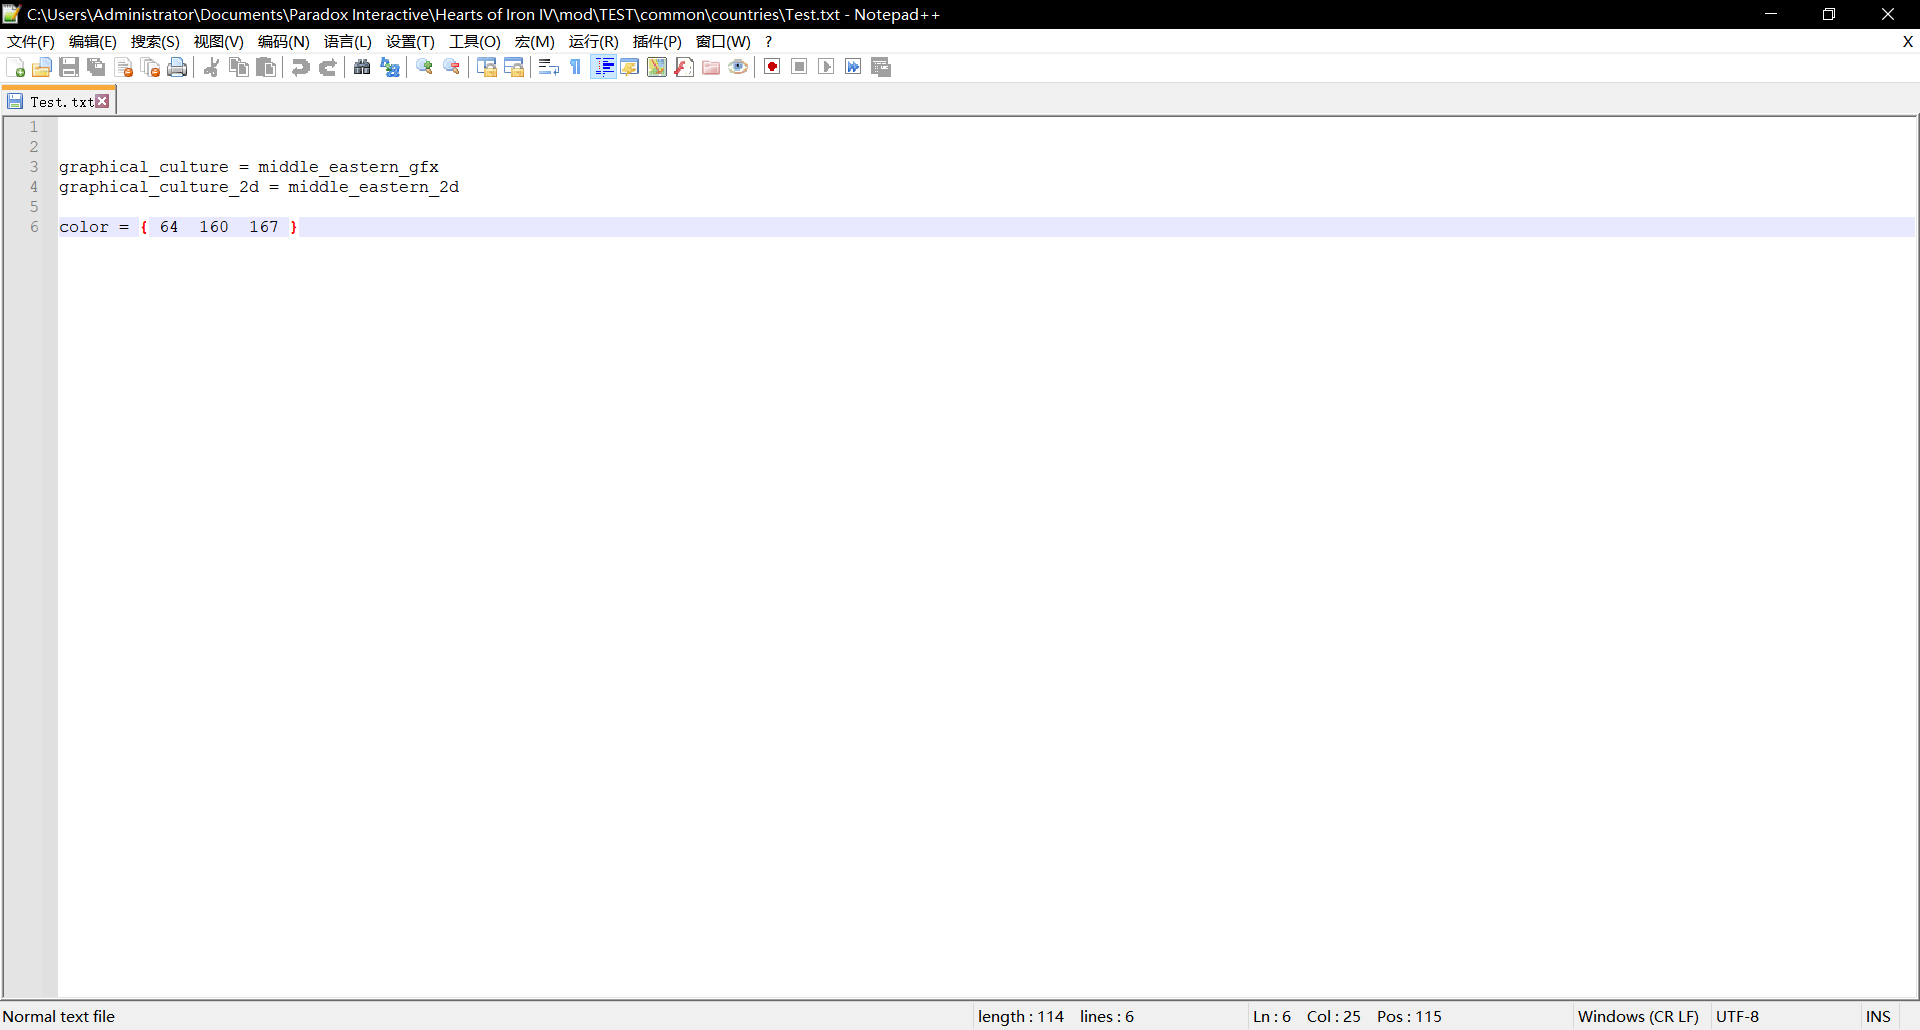 C:\Users\Administrator\Documents\Paradox Interactive\Hearts of Iron IV\mod\TEST\common\countries\Test.txt - Notepad++
文件(F) 编辑(E) 搜索(S) 视图(V) 编码(N) 语言(L) 设置(T) 工具(O) 宏(M) 运行(R) 插件(P) 窗口(W) ? X
Test.txt
1
2
3 graphical_culture = middle_eastern_gfx
4 graphical_culture_2d = middle_eastern_2d
5
6 color = { 64  160  167 }
Normal text file length : 114 lines : 6 Ln : 6 Col : 25 Pos : 115 Windows (CR LF) UTF-8 INS